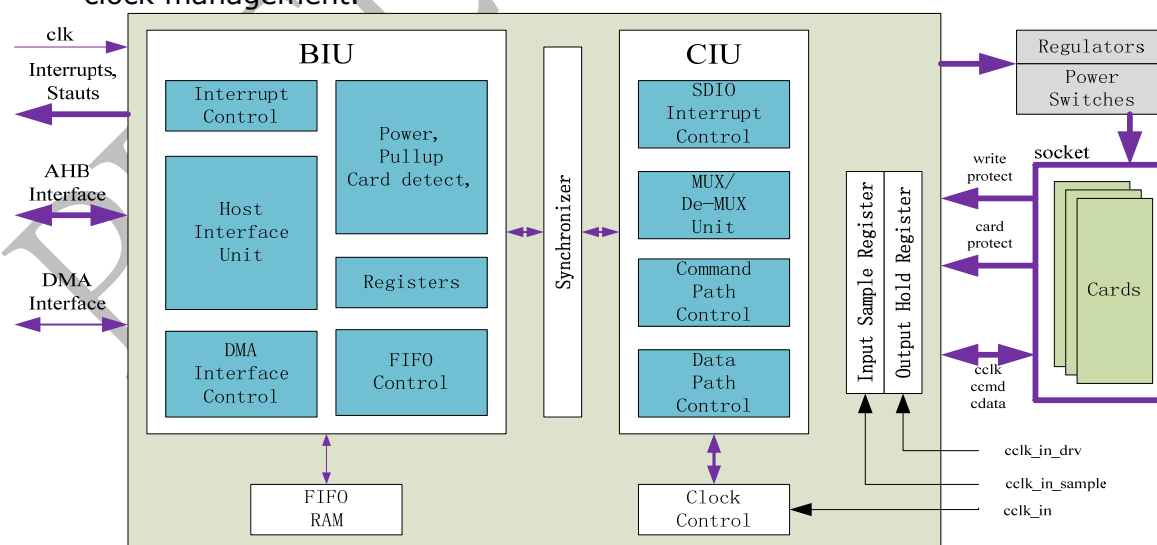 clock management.
clk
Interrupts,
Stauts
AHB
Interface
DMA
Interface
BIU
Interrupt
Control
Power,
Pullup
Card detect,
Host
Interface
Unit
Registers
DMA
Interface
Control
FIFO
Control
FIFO
RAM
Synchronizer
CIU
SDIO
Interrupt
Control
MUX/
De-MUX
Unit
Command
Path
Control
Data
Path
Control
Clock
Control
Input Sample Register
Output Hold Register
Regulators
Power
Switches
socket
write
protect
card
protect
Cards
cclk
ccmd
cdata
cclk_in_drv
cclk_in_sample
cclk_in